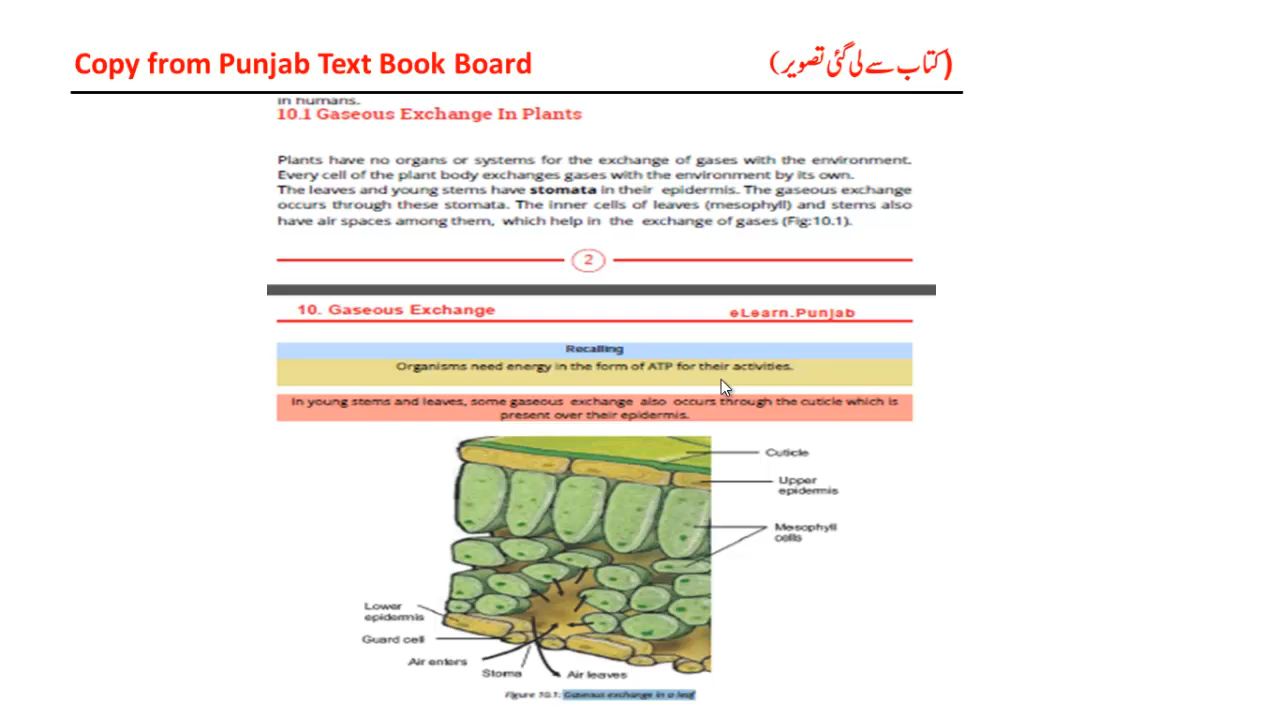 Copy from Punjab Text Book Board
(کتاب سے لی گئی تصویر)
in humans.
10.1 Gaseous Exchange In Plants
Plants have no organs or systems for the exchange of gases with the environment.
Every cell of the plant body exchanges gases with the environment by its own.
The leaves and young stems have stomata in their epidermis. The gaseous exchange
occurs through these stomata. The inner cells of leaves (mesophyll) and stems also
have air spaces among them, which help in the exchange of gases (Fig:10.1).
2
10. Gaseous Exchange
eLearn.Punjab
Recalling
Organisms need energy in the form of ATP for their activities.
In young stems and leaves, some gaseous exchange also occurs through the cuticle which is
present over their epidermis.
Cuticle
Upper
epidermis
Mesophyll
cells
Lower
epidermis
Guard cell
Air enters
Stoma
Air leaves
Figure 10.1: Gaseous exchange in a leaf